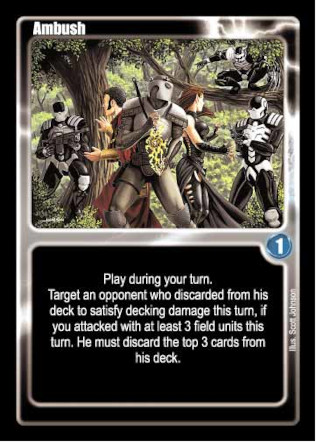 Ambush
1
Play during your turn.
Target an opponent who discarded from his
deck to satisfy decking damage this turn, if
you attacked with at least 3 field units this
turn. He must discard the top 3 cards from
his deck.
Illus. Scott Johnson